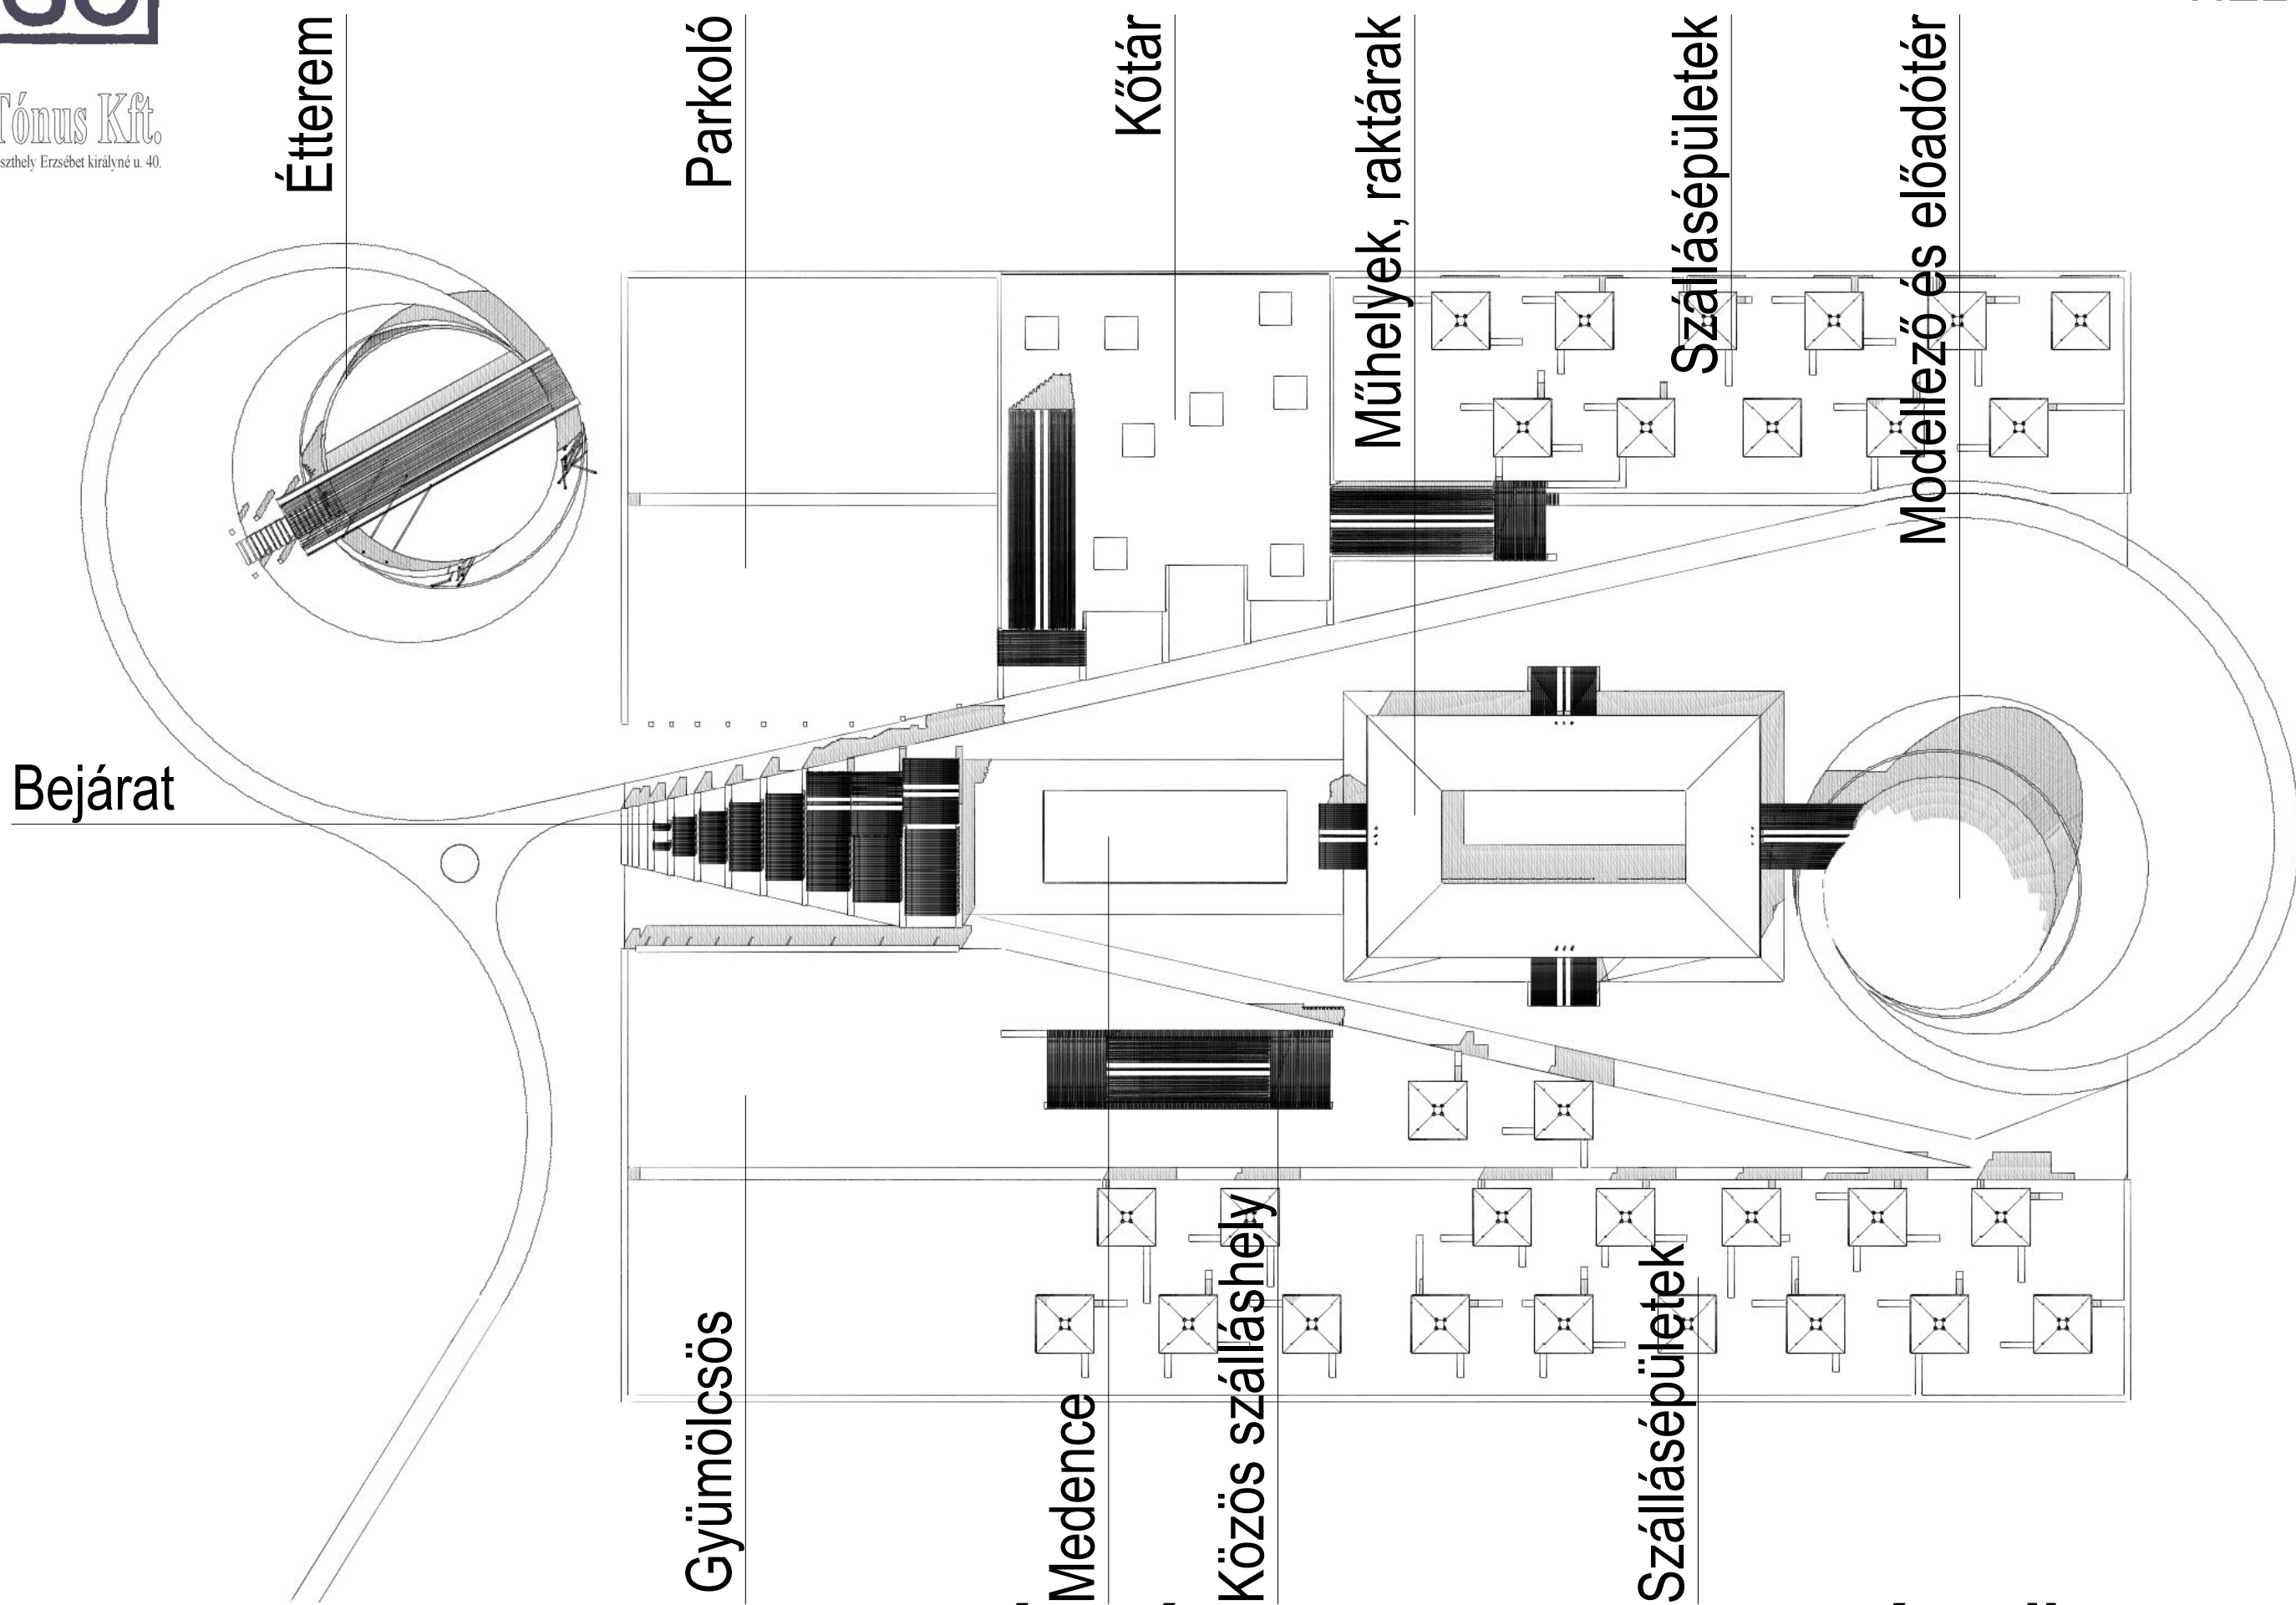 Tónus Kft.
Erzsébet királyné u. 40.
Étterem
Parkoló
Kőtár
Műhelyek, raktárak
Szállásépületek
Modellező és előadótér
Bejárat
Gyümölcsös
Medence
Közös szálláshely
Szállásépületek